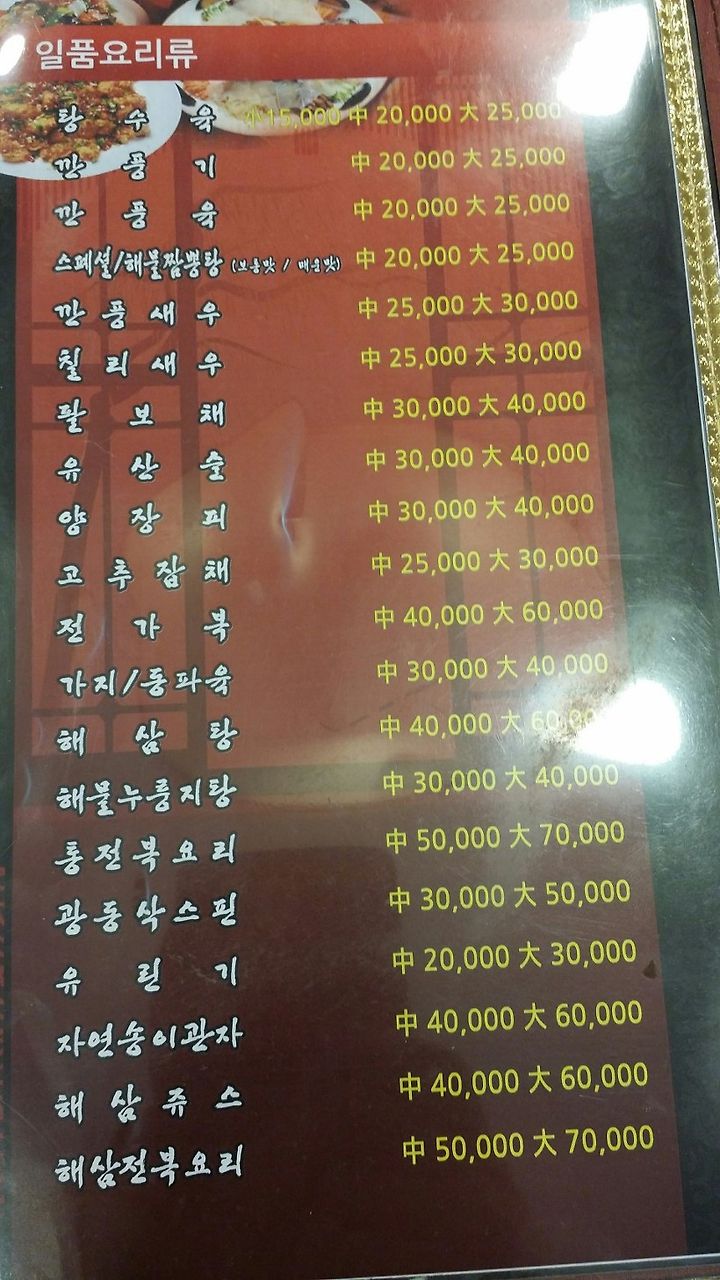 일품요리류
탕수육 小15,000 中 20,000 大 25,000
깐풍기 中 20,000 大 25,000
깐풍육 中 20,000 大 25,000
스페셜/해물짬뽕탕 (보통맛 / 매운맛) 中 20,000 大 25,000
깐풍새우 中 25,000 大 30,000
칠리새우 中 25,000 大 30,000
팔보채 中 30,000 大 40,000
유산슬 中 30,000 大 40,000
양장피 中 30,000 大 40,000
고추잡채 中 25,000 大 30,000
전가복 中 40,000 大 60,000
가지/동파육 中 30,000 大 40,000
해삼탕 中 40,000 大 60,000
해물누룽지탕 中 30,000 大 40,000
통전복요리 中 50,000 大 70,000
광동삭스핀 中 30,000 大 50,000
유린기 中 20,000 大 30,000
자연송이관자 中 40,000 大 60,000
해삼쥬스 中 40,000 大 60,000
해삼전복요리 中 50,000 大 70,000